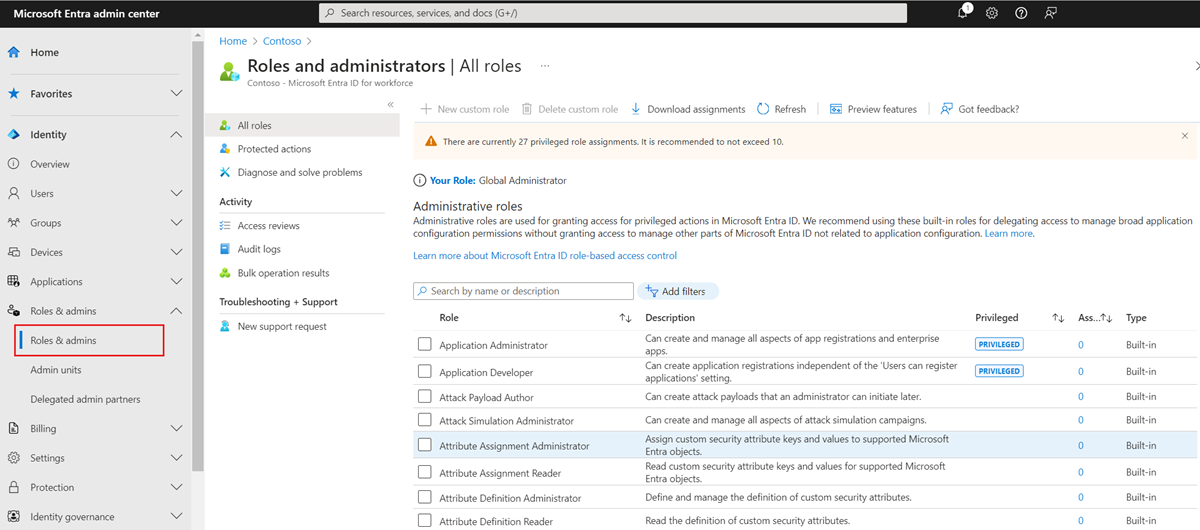 Microsoft Entra admin center
Search resources, services, and docs (G+/)
1
Home
Favorites
Identity
Overview
Users
Groups
Devices
Applications
Roles & admins
Roles & admins
Admin units
Delegated admin partners
Billing
Settings
Protection
Identity governance
Home > Contoso >
Roles and administrators | All roles ...
Contoso - Microsoft Entra ID for workforce
«
All roles
Protected actions
Diagnose and solve problems
Activity
Access reviews
Audit logs
Bulk operation results
Troubleshooting + Support
New support request
New custom role Delete custom role Download assignments Refresh Preview features Got feedback?
There are currently 27 privileged role assignments. It is recommended to not exceed 10.
Your Role: Global Administrator
Administrative roles
Administrative roles are used for granting access for privileged actions in Microsoft Entra ID. We recommend using these built-in roles for delegating access to manage broad application
configuration permissions without granting access to manage other parts of Microsoft Entra ID not related to application configuration. Learn more.
Learn more about Microsoft Entra ID role-based access control
Search by name or description Add filters
Role Description Privileged Ass... Type
Application Administrator Can create and manage all aspects of app registrations and enterprise
apps. PRIVILEGED 0 Built-in
Application Developer Can create application registrations independent of the 'Users can register
applications' setting. PRIVILEGED 0 Built-in
Attack Payload Author Can create attack payloads that an administrator can initiate later. 0 Built-in
Attack Simulation Administrator Can create and manage all aspects of attack simulation campaigns. 0 Built-in
Attribute Assignment Administrator Assign custom security attribute keys and values to supported Microsoft
Entra objects. 0 Built-in
Attribute Assignment Reader Read custom security attribute keys and values for supported Microsoft
Entra objects. 0 Built-in
Attribute Definition Administrator Define and manage the definition of custom security attributes. 0 Built-in
Attribute Definition Reader Read the definition of custom security attributes. 0 Built-in